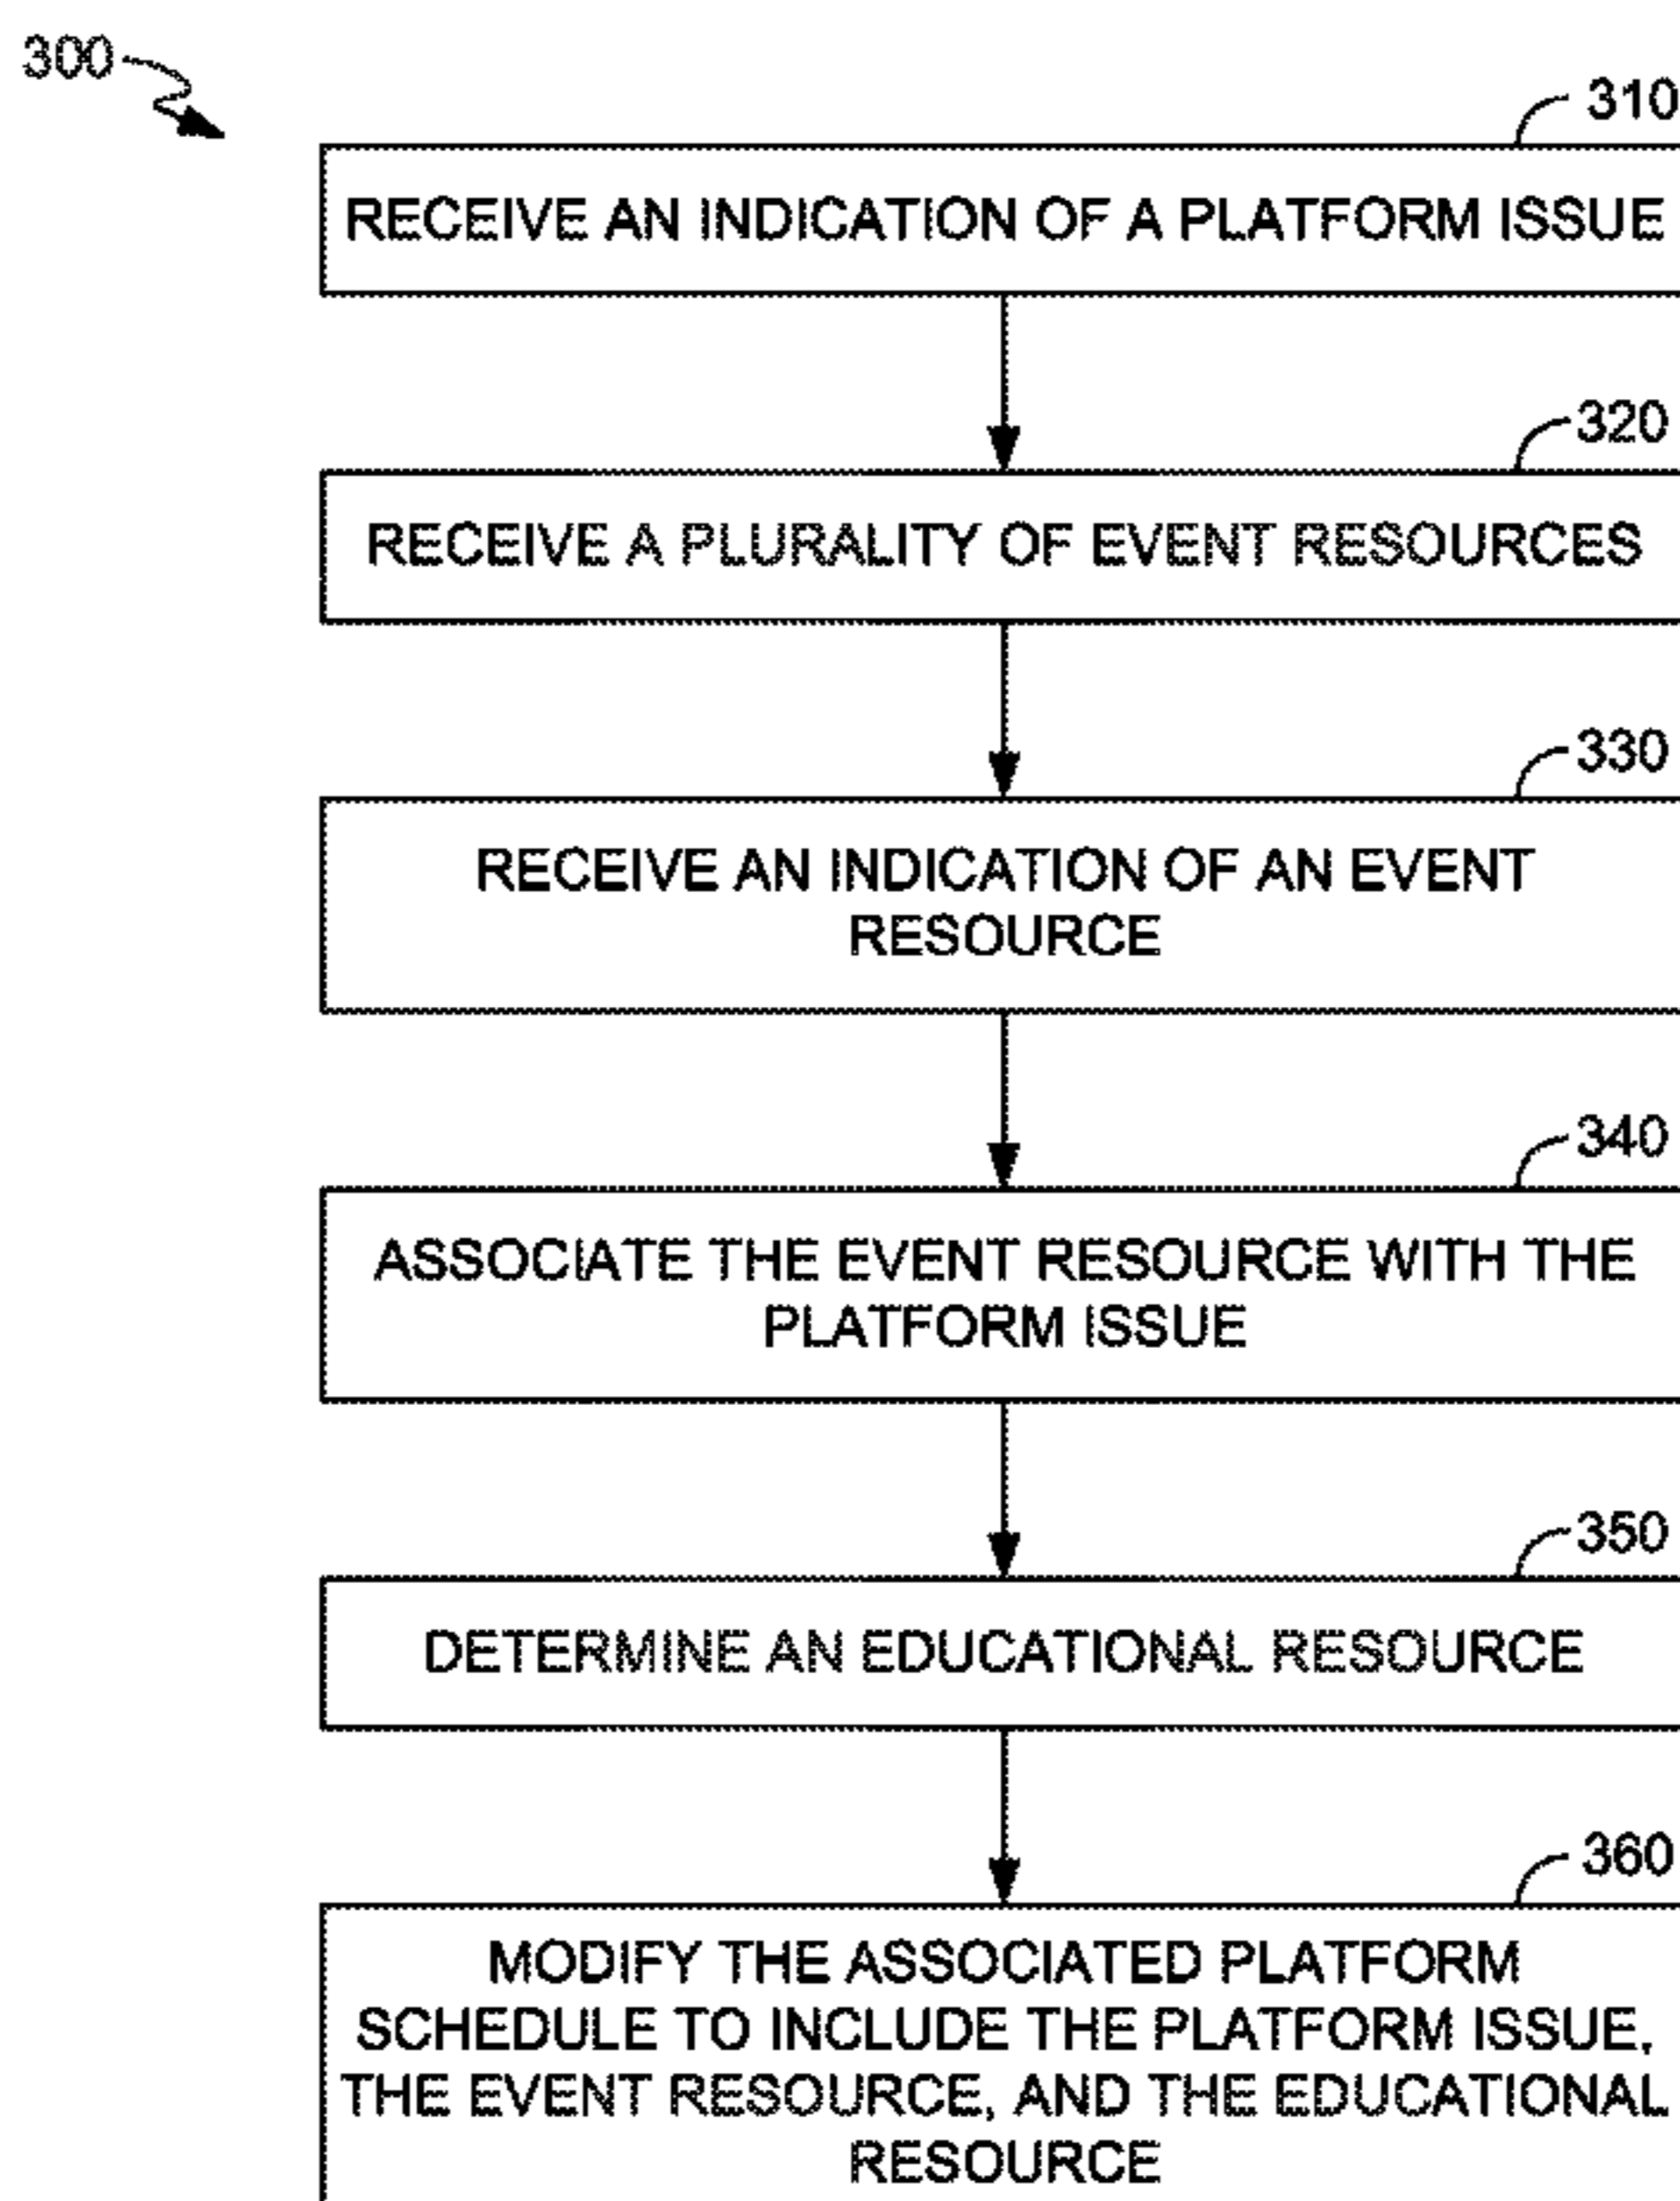 300
310
RECEIVE AN INDICATION OF A PLATFORM ISSUE
320
RECEIVE A PLURALITY OF EVENT RESOURCES
330
RECEIVE AN INDICATION OF AN EVENT
RESOURCE
340
ASSOCIATE THE EVENT RESOURCE WITH THE
PLATFORM ISSUE
350
DETERMINE AN EDUCATIONAL RESOURCE
360
MODIFY THE ASSOCIATED PLATFORM
SCHEDULE TO INCLUDE THE PLATFORM ISSUE,
THE EVENT RESOURCE, AND THE EDUCATIONAL
RESOURCE